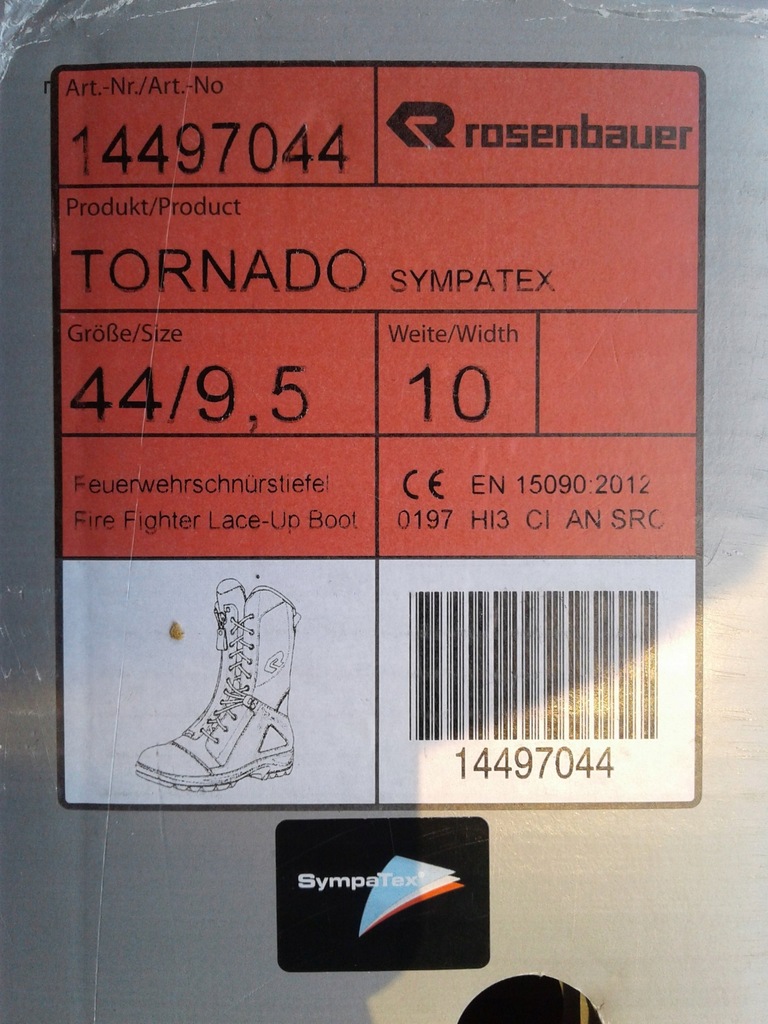 Art.-Nr./Art.-No
14497044
rosenbauer
Produkt/Product
TORNADO SYMPATEX
Größe/Size
44/9,5
Weite/Width
10
Feuerwehrschnürstiefel
Fire Fighter Lace-Up Boot
CE EN 15090:2012
0197 HI3 CI AN SRC
14497044
SympaTex®